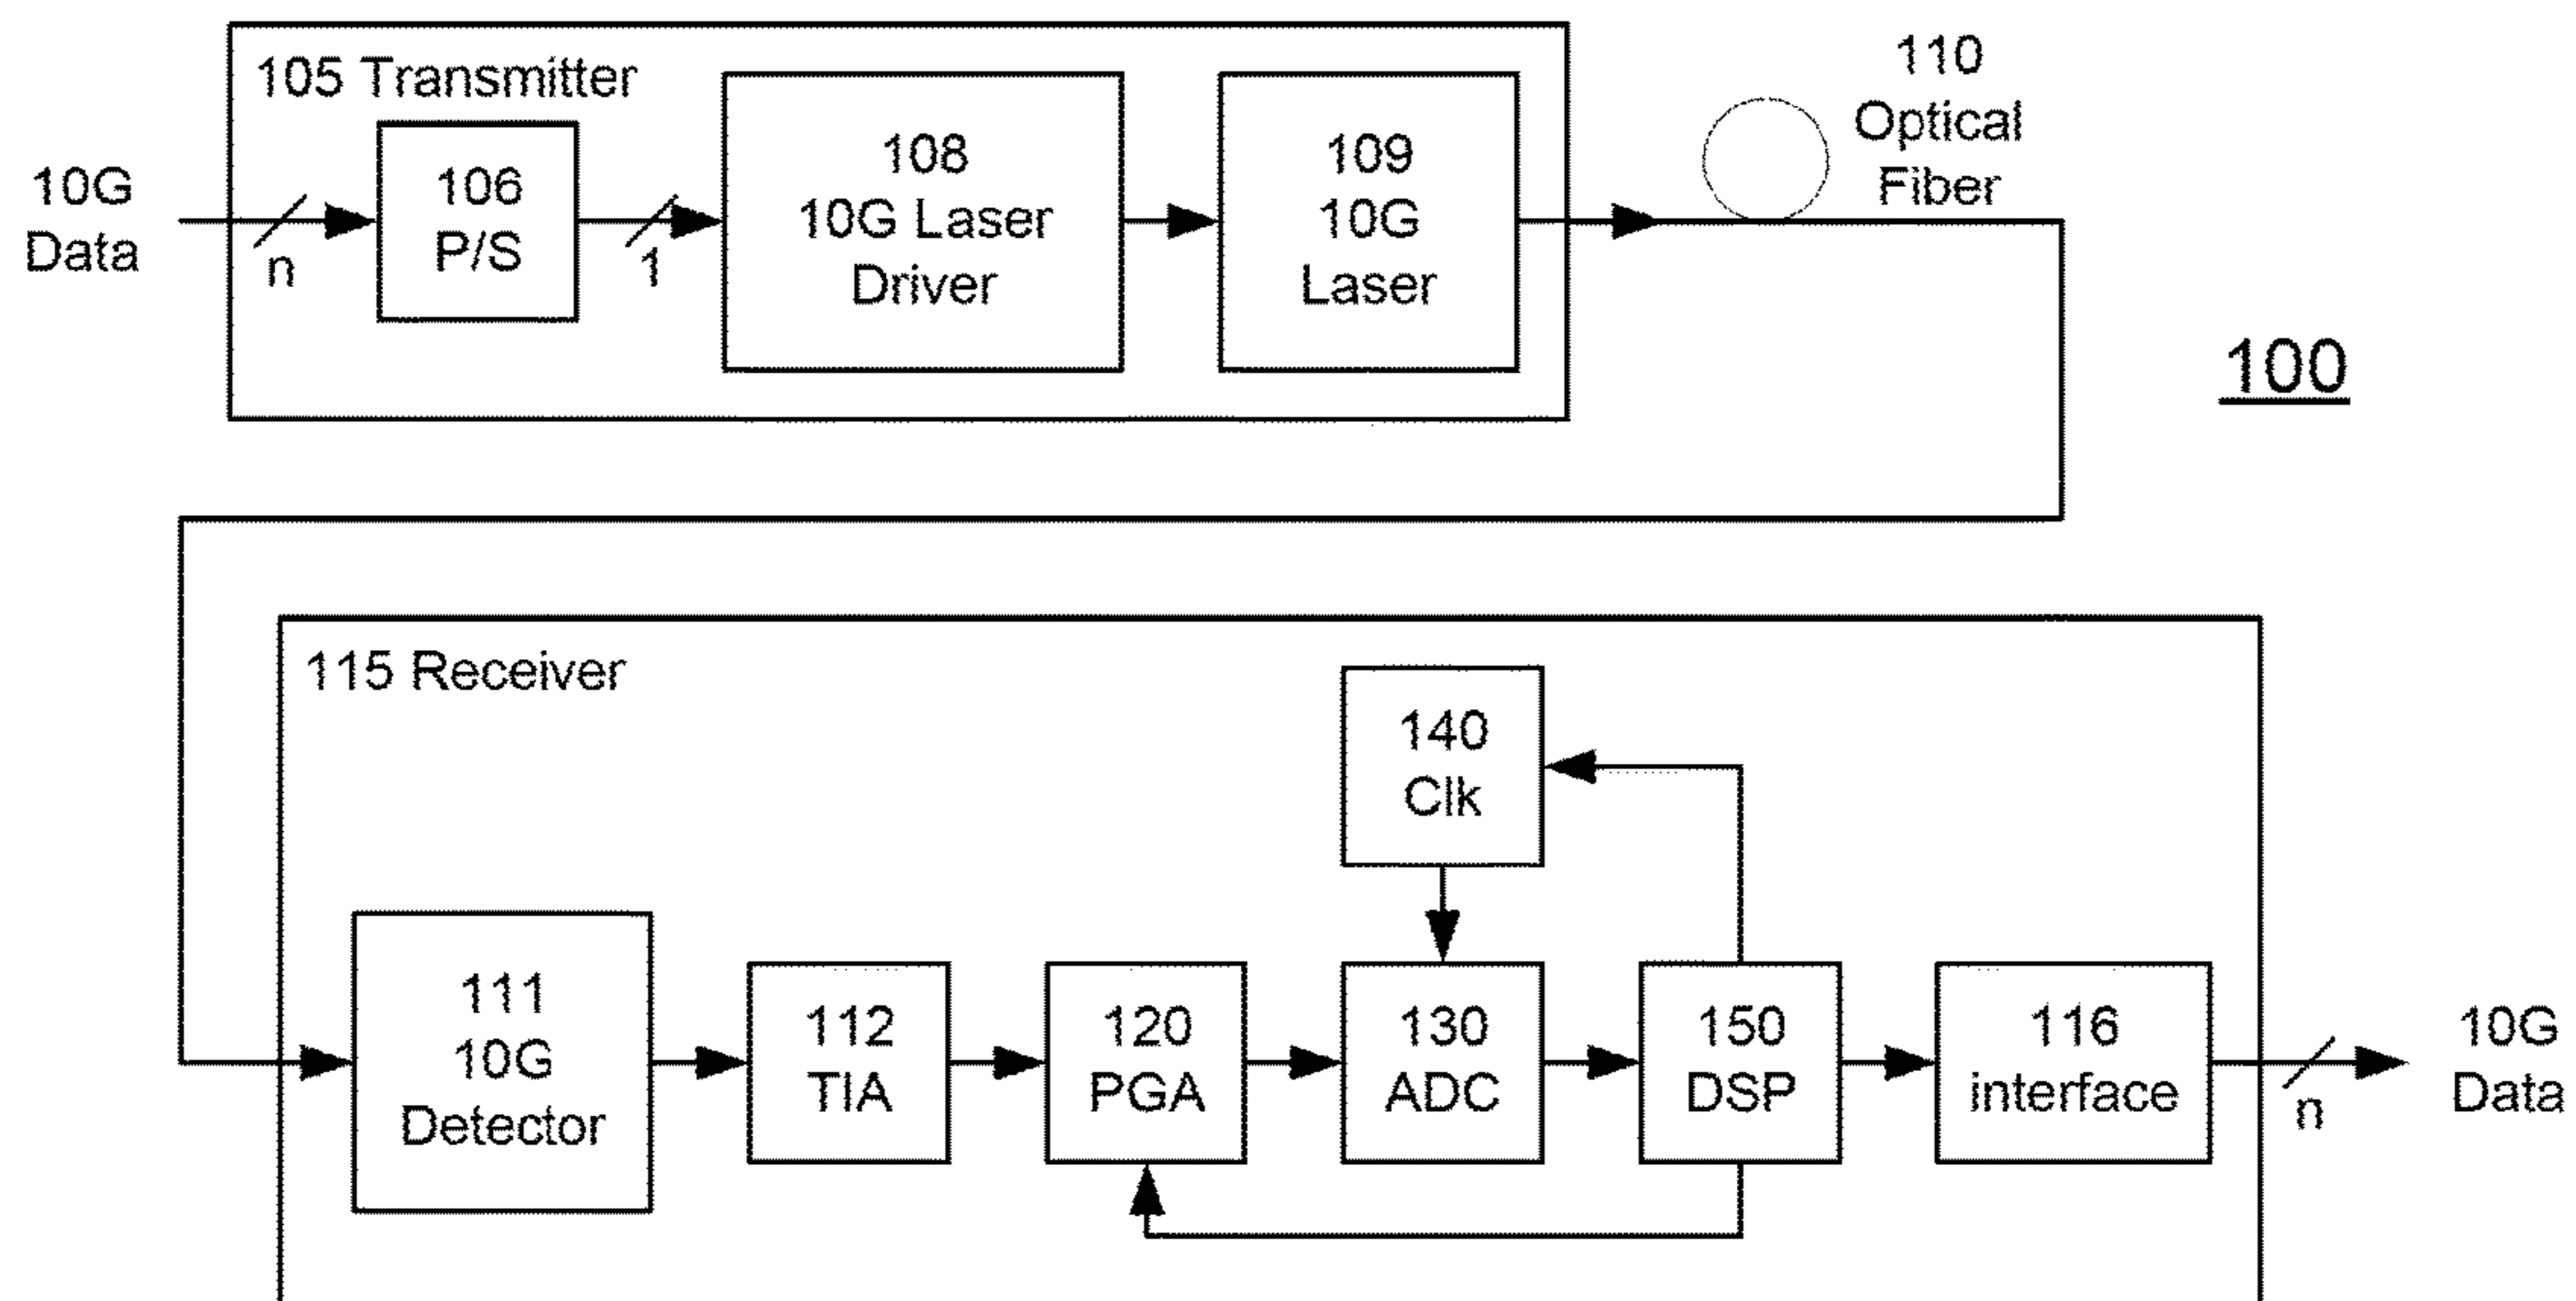 105 Transmitter
110
Optical
Fiber
10G
Data
n
106
P/S
1
108
10G Laser
Driver
109
10G
Laser
100
115 Receiver
140
Clk
111
10G
Detector
112
TIA
120
PGA
130
ADC
150
DSP
116
interface
n
10G
Data